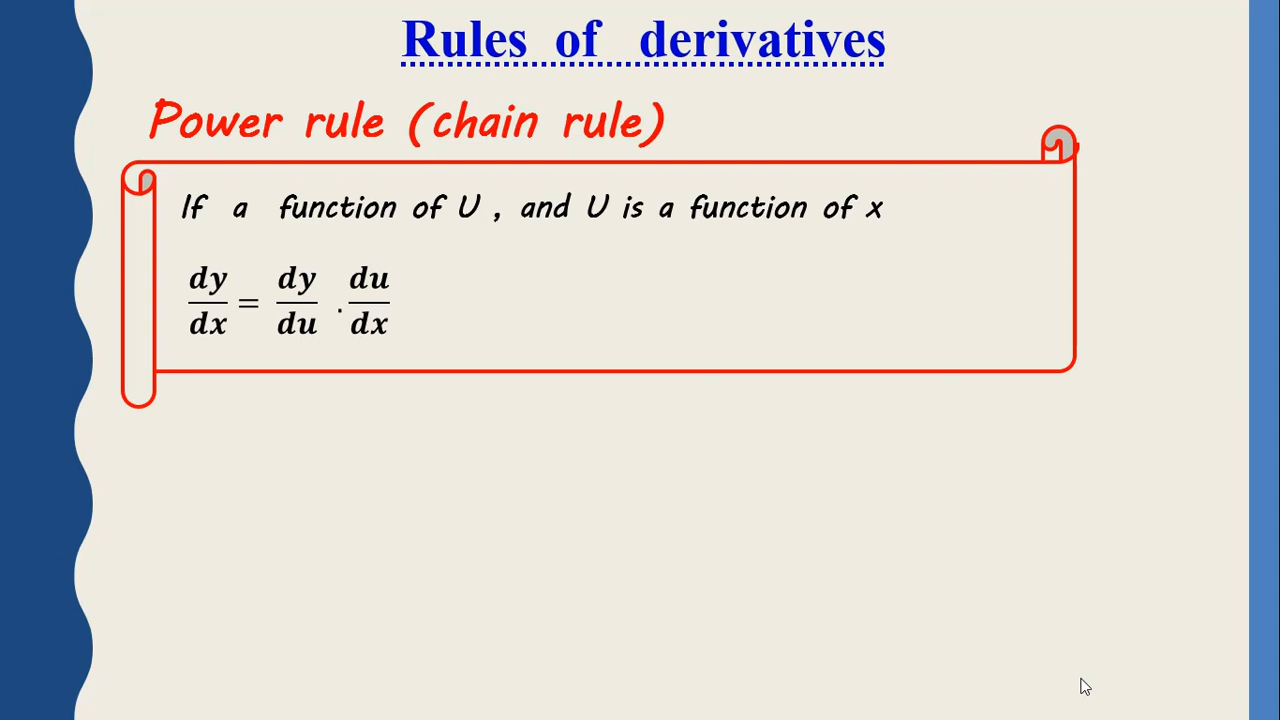 Rules of derivatives
Power rule (chain rule)
If a function of U , and U is a function of x
dy/dx = dy/du . du/dx